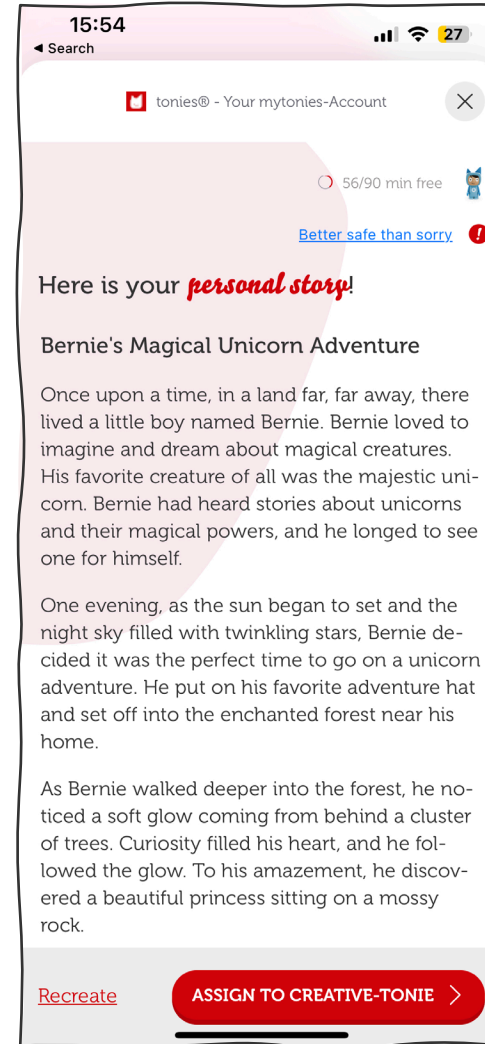 15:54
27
◀ Search
tonies® - Your mytonies-Account
56/90 min free
Better safe than sorry
Here is your personal story!
Bernie's Magical Unicorn Adventure
Once upon a time, in a land far, far away, there
lived a little boy named Bernie. Bernie loved to
imagine and dream about magical creatures.
His favorite creature of all was the majestic uni-
corn. Bernie had heard stories about unicorns
and their magical powers, and he longed to see
one for himself.
One evening, as the sun began to set and the
night sky filled with twinkling stars, Bernie de-
cided it was the perfect time to go on a unicorn
adventure. He put on his favorite adventure hat
and set off into the enchanted forest near his
home.
As Bernie walked deeper into the forest, he no-
ticed a soft glow coming from behind a cluster
of trees. Curiosity filled his heart, and he fol-
lowed the glow. To his amazement, he discov-
ered a beautiful princess sitting on a mossy
rock.
Recreate
ASSIGN TO CREATIVE-TONIE